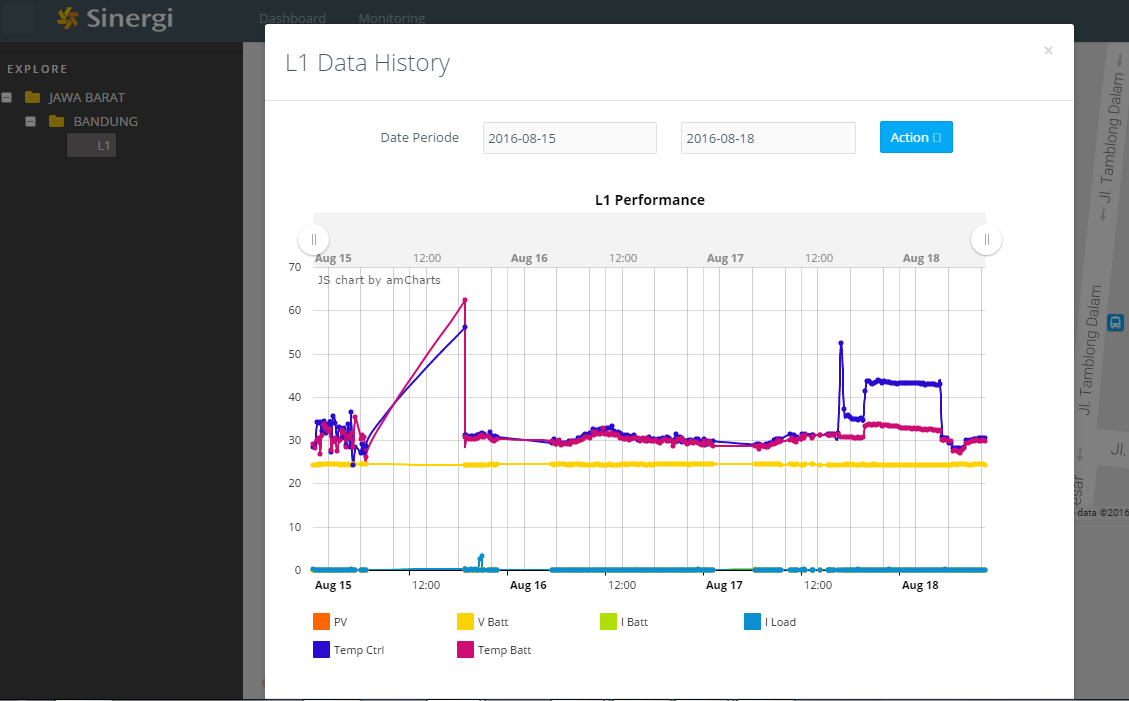 Sinergi
Dashboard Monitoring
EXPLORE
JAWA BARAT
BANDUNG
L1
L1 Data History
×
Date Periode 2016-08-15 2016-08-18 Action
L1 Performance
Aug 15 12:00 Aug 16 12:00 Aug 17 12:00 Aug 18
JS chart by amCharts
70
60
50
40
30
20
10
0
Aug 15 12:00 Aug 16 12:00 Aug 17 12:00 Aug 18
PV V Batt I Batt I Load
Temp Ctrl Temp Batt
Jl. Tamblong Dalam
Jl. Tamblong Dalam
Jl.
esar
data ©2016